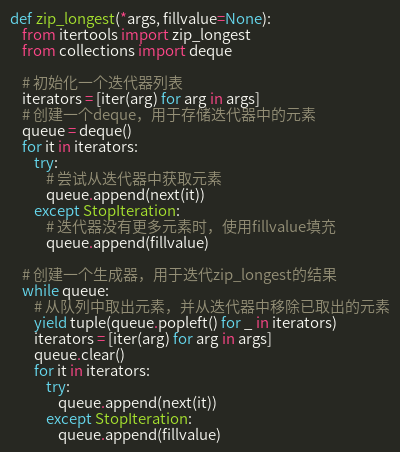 def zip_longest(*args, fillvalue=None):
    from itertools import zip_longest
    from collections import deque

    # 初始化一个迭代器列表
    iterators = [iter(arg) for arg in args]
    # 创建一个deque，用于存储迭代器中的元素
    queue = deque()
    for it in iterators:
        try:
            # 尝试从迭代器中获取元素
            queue.append(next(it))
        except StopIteration:
            # 迭代器没有更多元素时，使用fillvalue填充
            queue.append(fillvalue)

    # 创建一个生成器，用于迭代zip_longest的结果
    while queue:
        # 从队列中取出元素，并从迭代器中移除已取出的元素
        yield tuple(queue.popleft() for _ in iterators)
        iterators = [iter(arg) for arg in args]
        queue.clear()
        for it in iterators:
            try:
                queue.append(next(it))
            except StopIteration:
                queue.append(fillvalue)